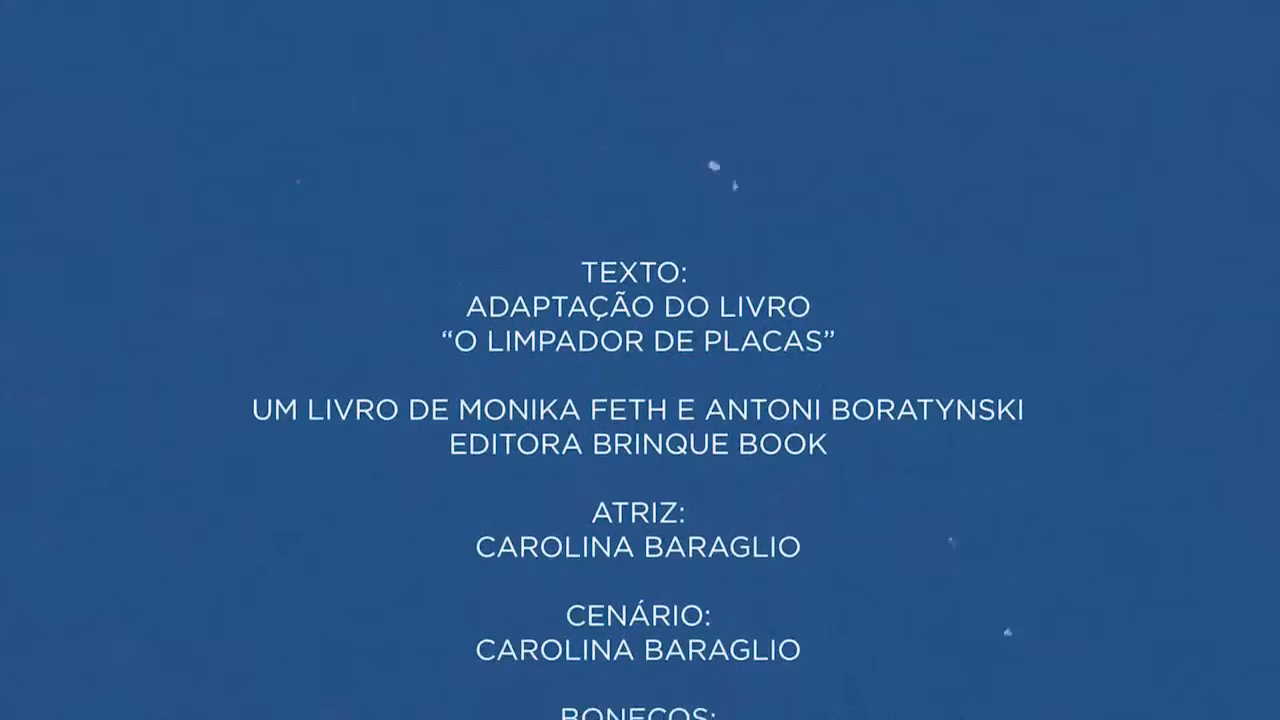 TEXTO:
ADAPTAÇÃO DO LIVRO
“O LIMPADOR DE PLACAS”
UM LIVRO DE MONIKA FETH E ANTONI BORATYNSKI
EDITORA BRINQUE BOOK
ATRIZ:
CAROLINA BARAGLIO
CENÁRIO:
CAROLINA BARAGLIO
BONECOS: